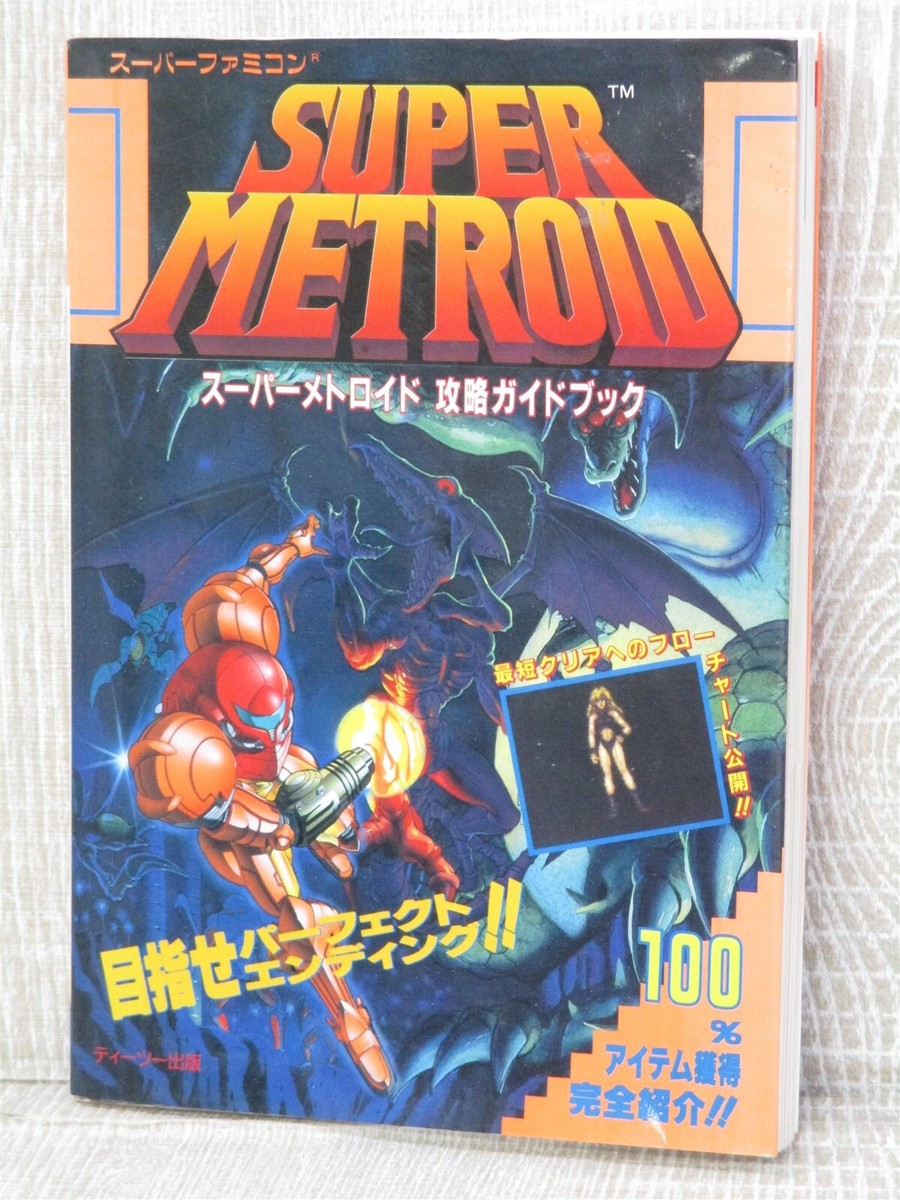 スーパーファミコン®
SUPER™
METROID
スーパーメトロイド 攻略ガイドブック
最短クリアへのフロー
チャート公開!!
目指せパーフェクト
エンディング!!
100
%
アイテム獲得
完全紹介!!
ティーツー出版